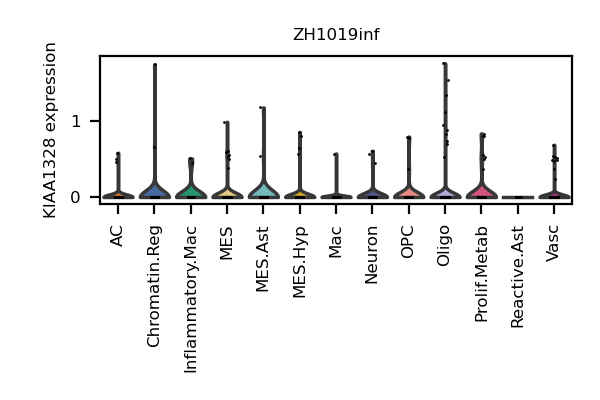 ZH1019inf
KIAA1328 expression
1
0
AC
Chromatin.Reg
Inflammatory.Mac
MES
MES.Ast
MES.Hyp
Mac
Neuron
OPC
Oligo
Prolif.Metab
Reactive.Ast
Vasc